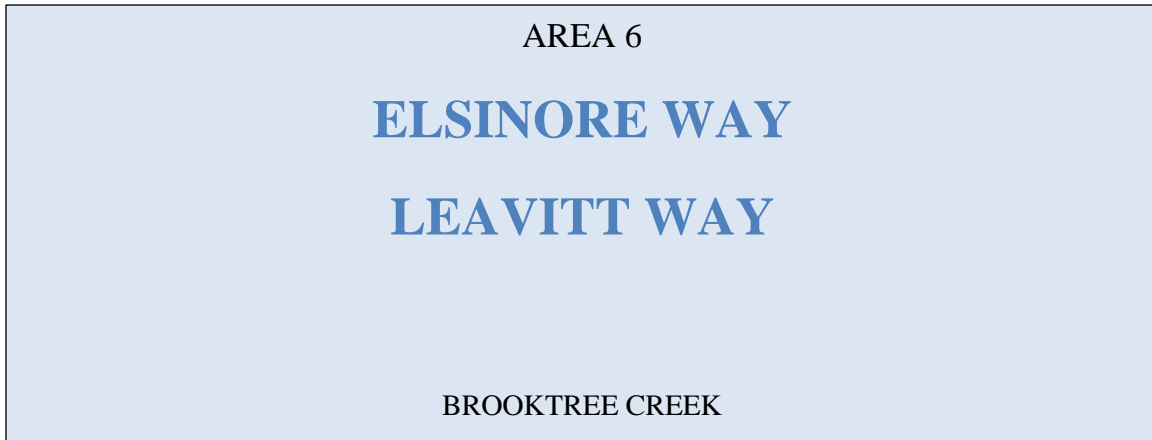 AREA 6
ELSINORE WAY
LEAVITT WAY
BROOKTREE CREEK